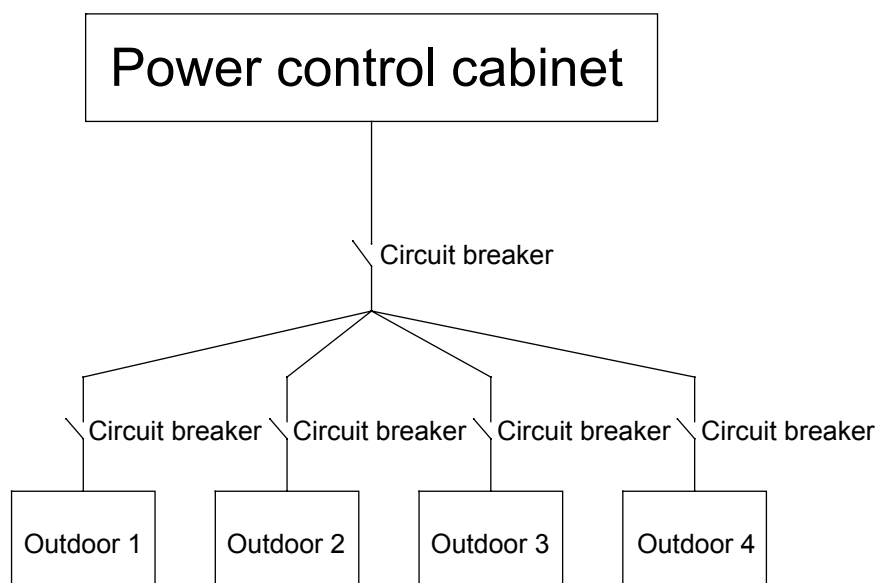 Power control cabinet
Circuit breaker
Circuit breaker Circuit breaker Circuit breaker Circuit breaker
Outdoor 1 Outdoor 2 Outdoor 3 Outdoor 4